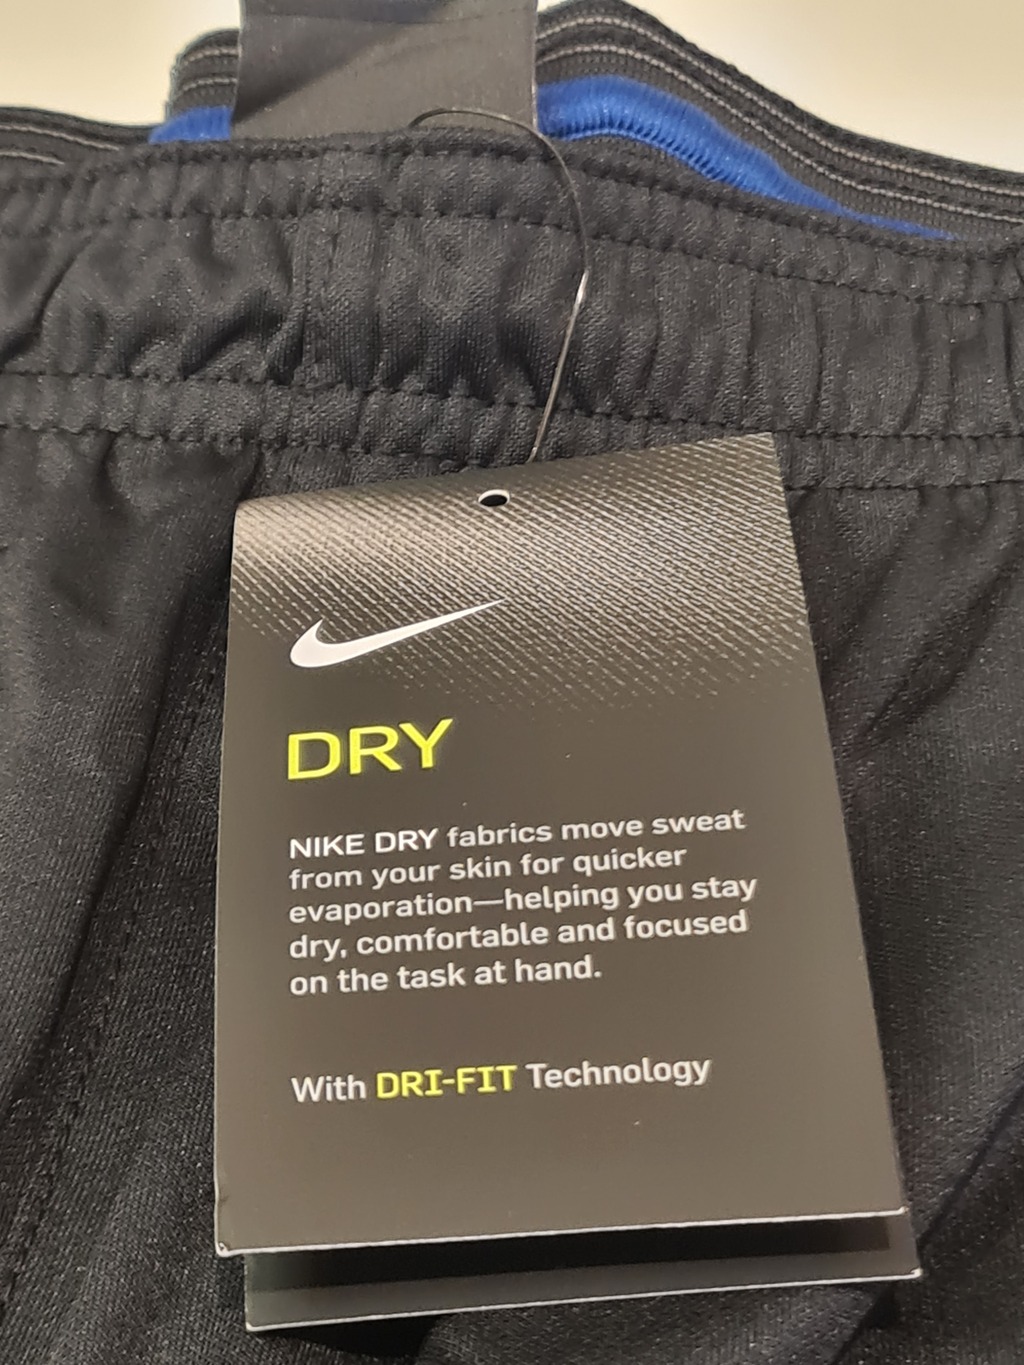 DRY
NIKE DRY fabrics move sweat
from your skin for quicker
evaporation—helping you stay
dry, comfortable and focused
on the task at hand.
With DRI-FIT Technology